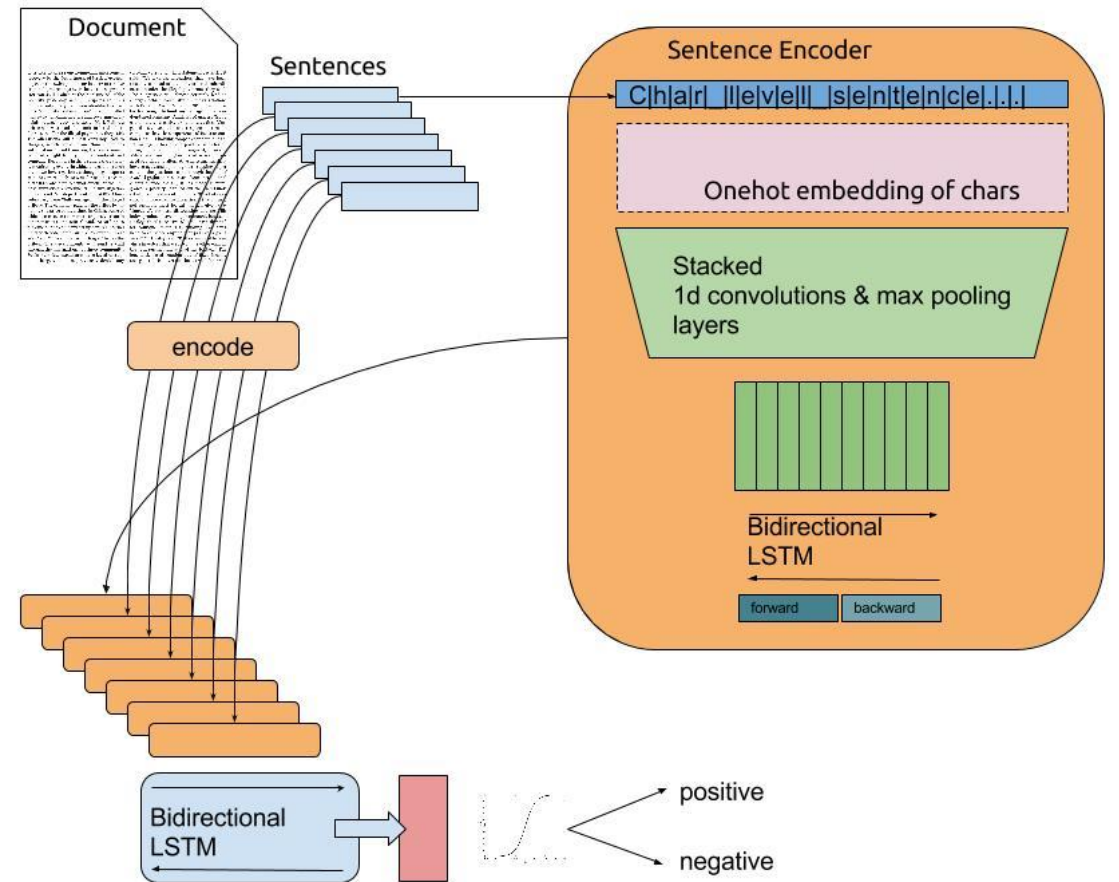 Document
Sentences
Sentence Encoder
C|h|a|r|_|l|e|v|e|l|_|s|e|n|t|e|n|c|e|.|.|.|
Onehot embedding of chars
Stacked
1d convolutions & max pooling
layers
encode
Bidirectional
LSTM
forward
backward
Bidirectional
LSTM
positive
negative